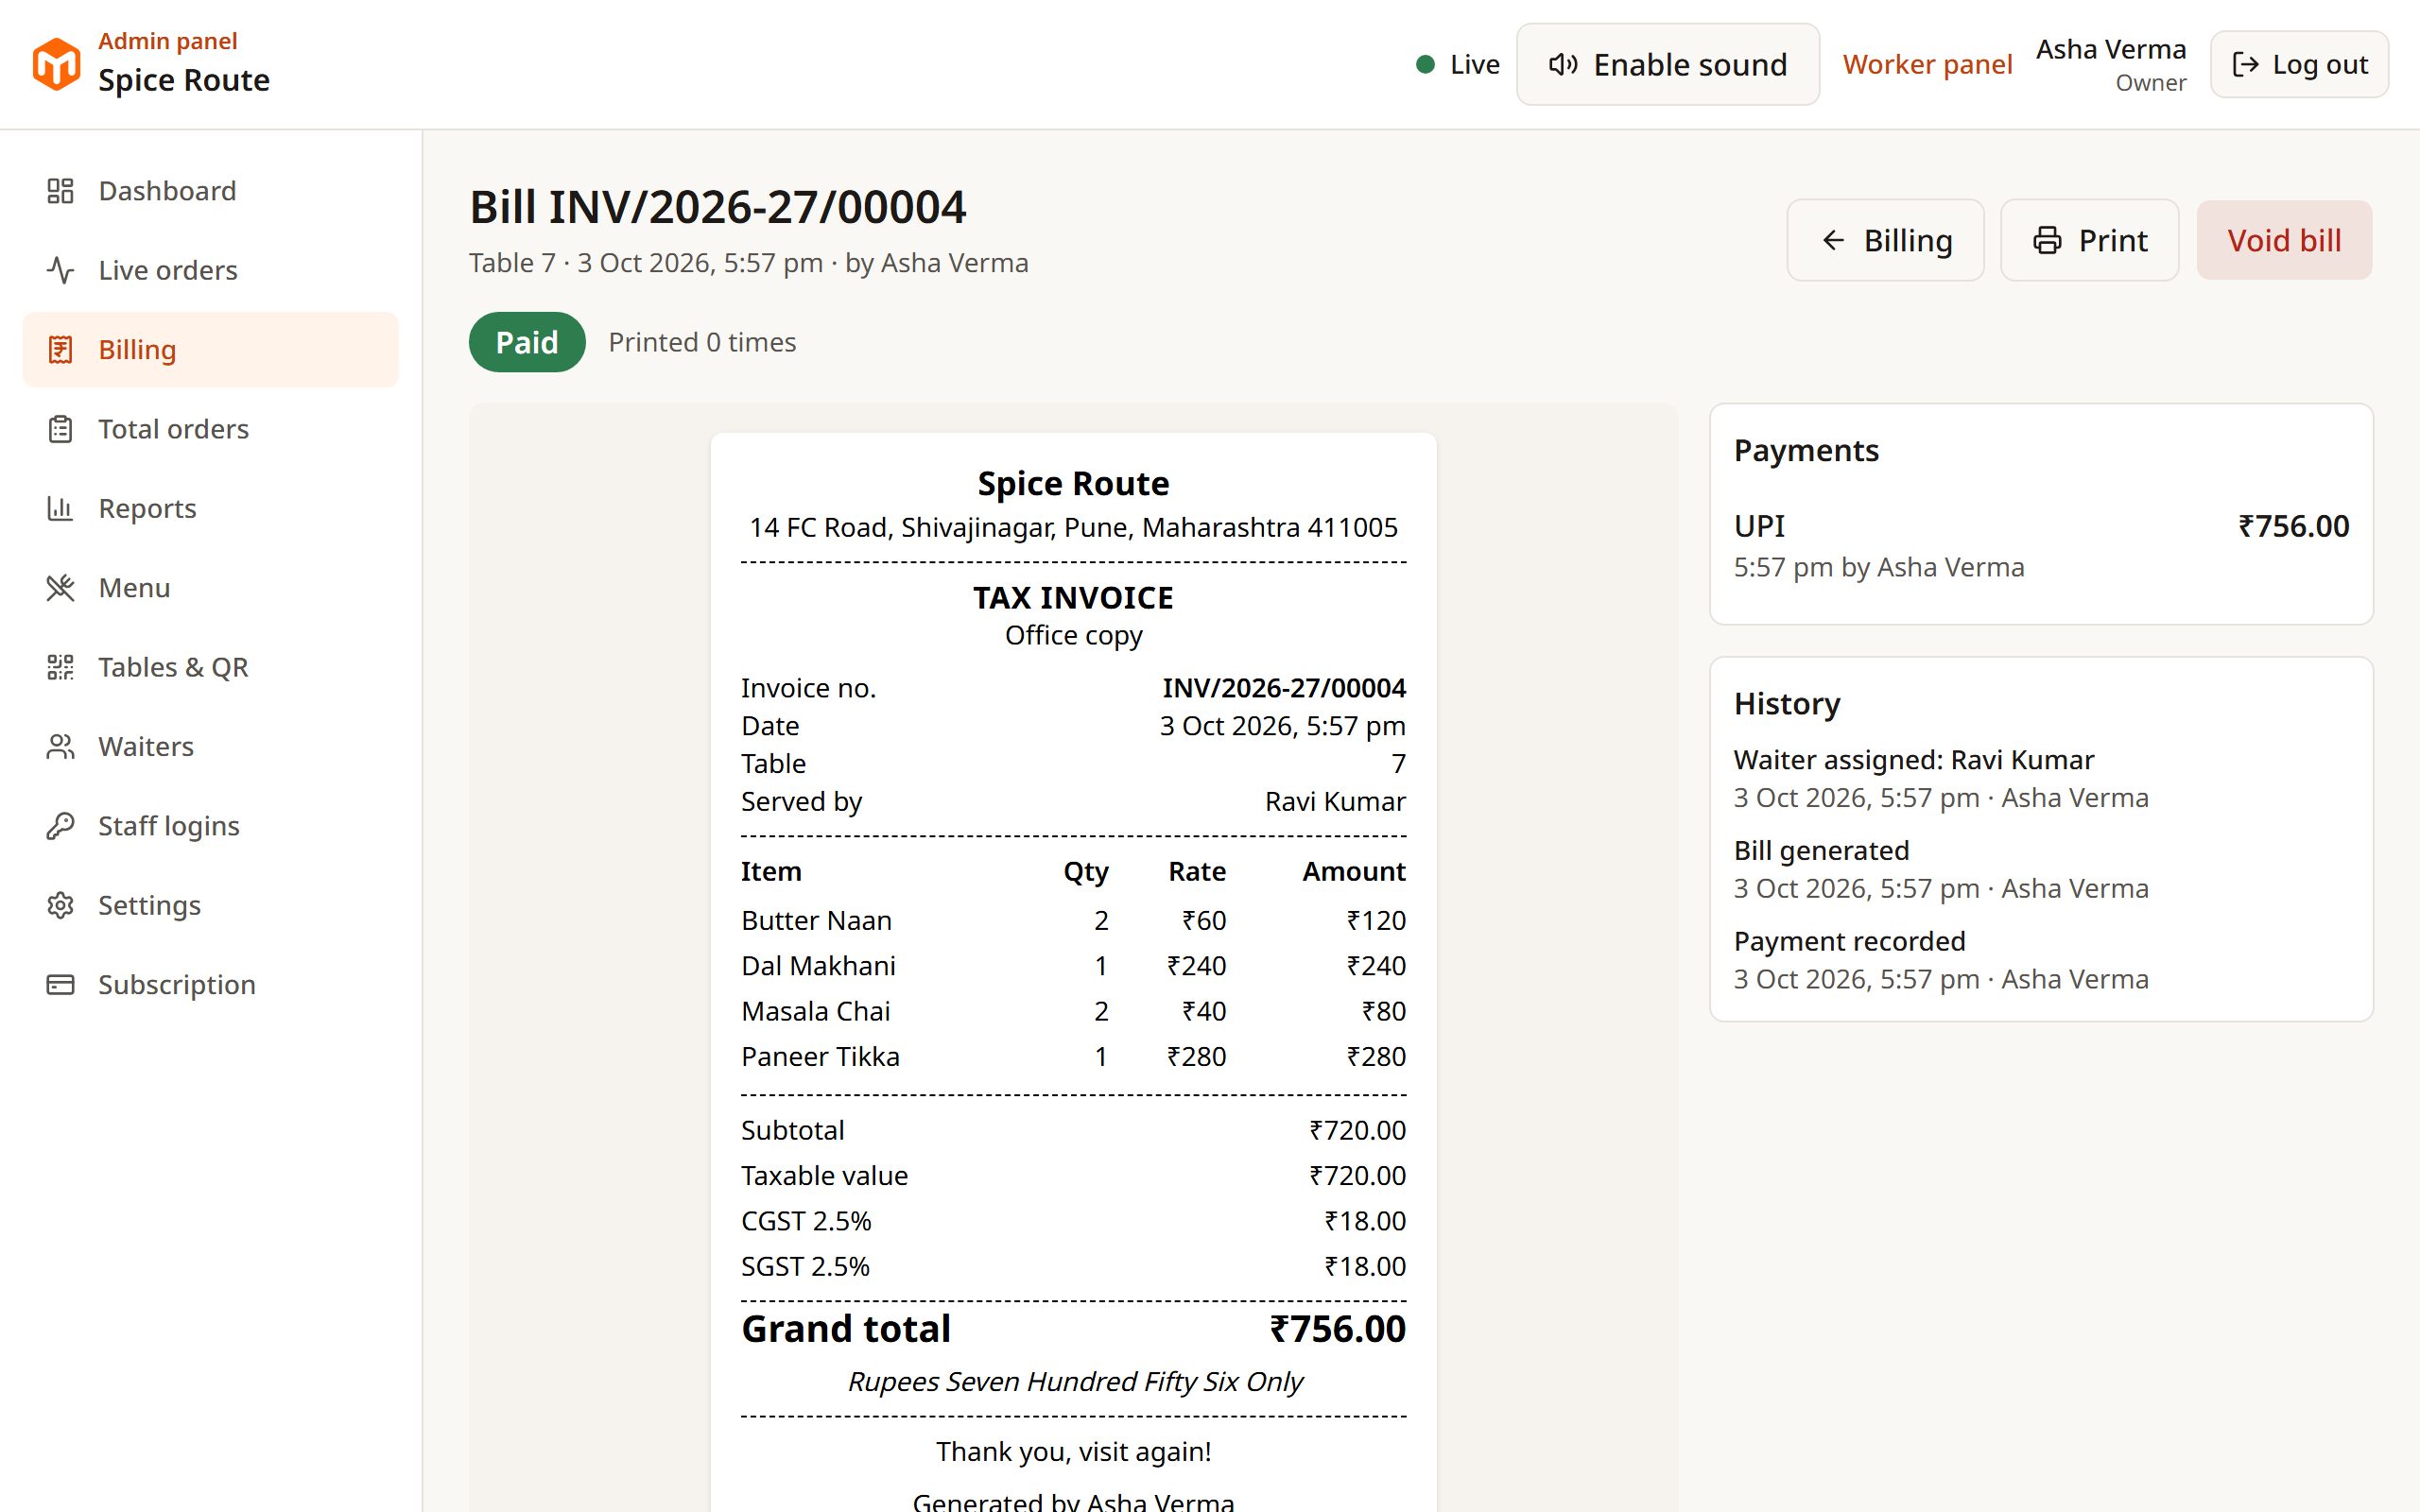 Admin panel
Spice Route
Live
Enable sound
Worker panel
Asha Verma
Owner
Log out
Dashboard
Live orders
Billing
Total orders
Reports
Menu
Tables & QR
Waiters
Staff logins
Settings
Subscription
Bill INV/2026-27/00004
Table 7 · 3 Oct 2026, 5:57 pm · by Asha Verma
Billing
Print
Void bill
Paid
Printed 0 times
Spice Route
14 FC Road, Shivajinagar, Pune, Maharashtra 411005
TAX INVOICE
Office copy
Invoice no. INV/2026-27/00004
Date 3 Oct 2026, 5:57 pm
Table 7
Served by Ravi Kumar
Item Qty Rate Amount
Butter Naan 2 ₹60 ₹120
Dal Makhani 1 ₹240 ₹240
Masala Chai 2 ₹40 ₹80
Paneer Tikka 1 ₹280 ₹280
Subtotal ₹720.00
Taxable value ₹720.00
CGST 2.5% ₹18.00
SGST 2.5% ₹18.00
Grand total ₹756.00
Rupees Seven Hundred Fifty Six Only
Thank you, visit again!
Generated by Asha Verma
Payments
UPI ₹756.00
5:57 pm by Asha Verma
History
Waiter assigned: Ravi Kumar
3 Oct 2026, 5:57 pm · Asha Verma
Bill generated
3 Oct 2026, 5:57 pm · Asha Verma
Payment recorded
3 Oct 2026, 5:57 pm · Asha Verma